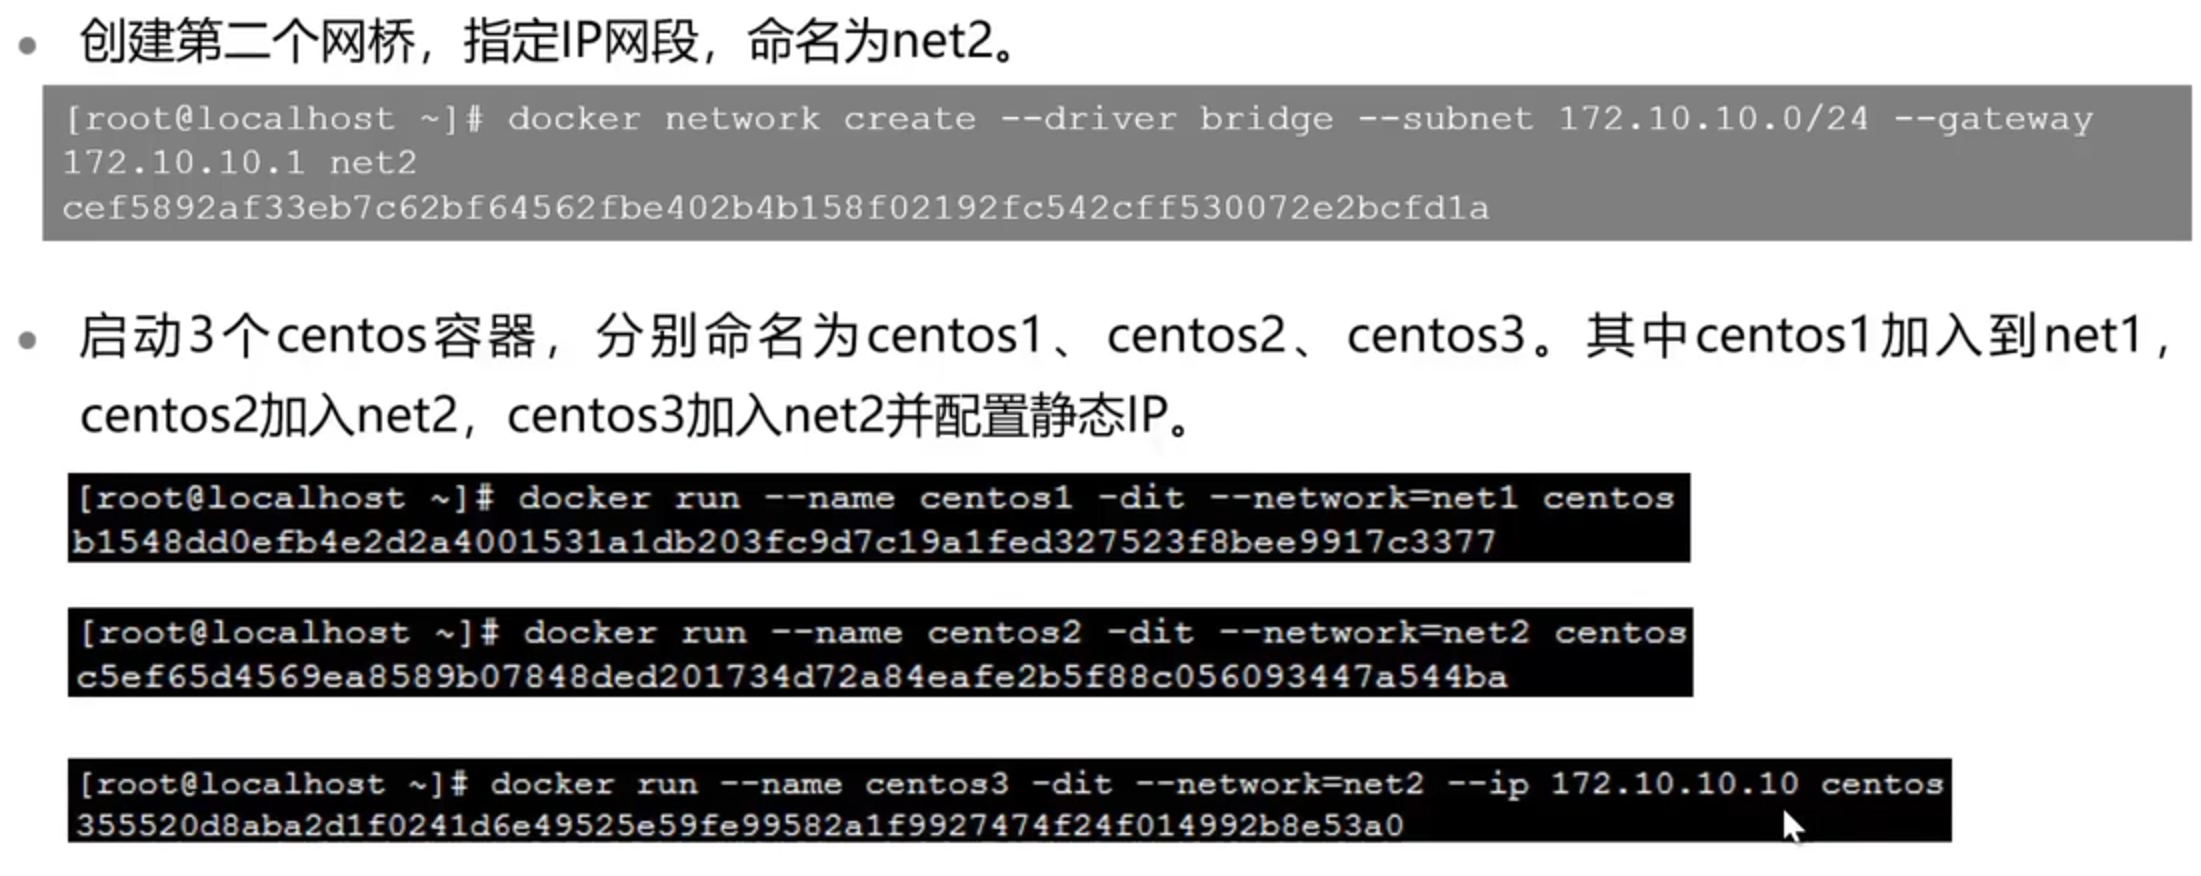 创建第二个网桥，指定IP网段，命名为net2。
[root@localhost ~]# docker network create --driver bridge --subnet 172.10.10.0/24 --gateway
172.10.10.1 net2
cef5892af33eb7c62bf64562fbe402b4b158f02192fc542cff530072e2bcfd1a
启动3个centos容器，分别命名为centos1、centos2、centos3。其中centos1加入到net1，
centos2加入net2，centos3加入net2并配置静态IP。
[root@localhost ~]# docker run --name centos1 -dit --network=net1 centos
b1548dd0efb4e2d2a4001531a1db203fc9d7c19a1fed327523f8bee9917c3377
[root@localhost ~]# docker run --name centos2 -dit --network=net2 centos
c5ef65d4569ea8589b07848ded201734d72a84eafe2b5f88c056093447a544ba
[root@localhost ~]# docker run --name centos3 -dit --network=net2 --ip 172.10.10.10 centos
355520d8aba2d1f0241d6e49525e59fe99582a1f9927474f24f014992b8e53a0